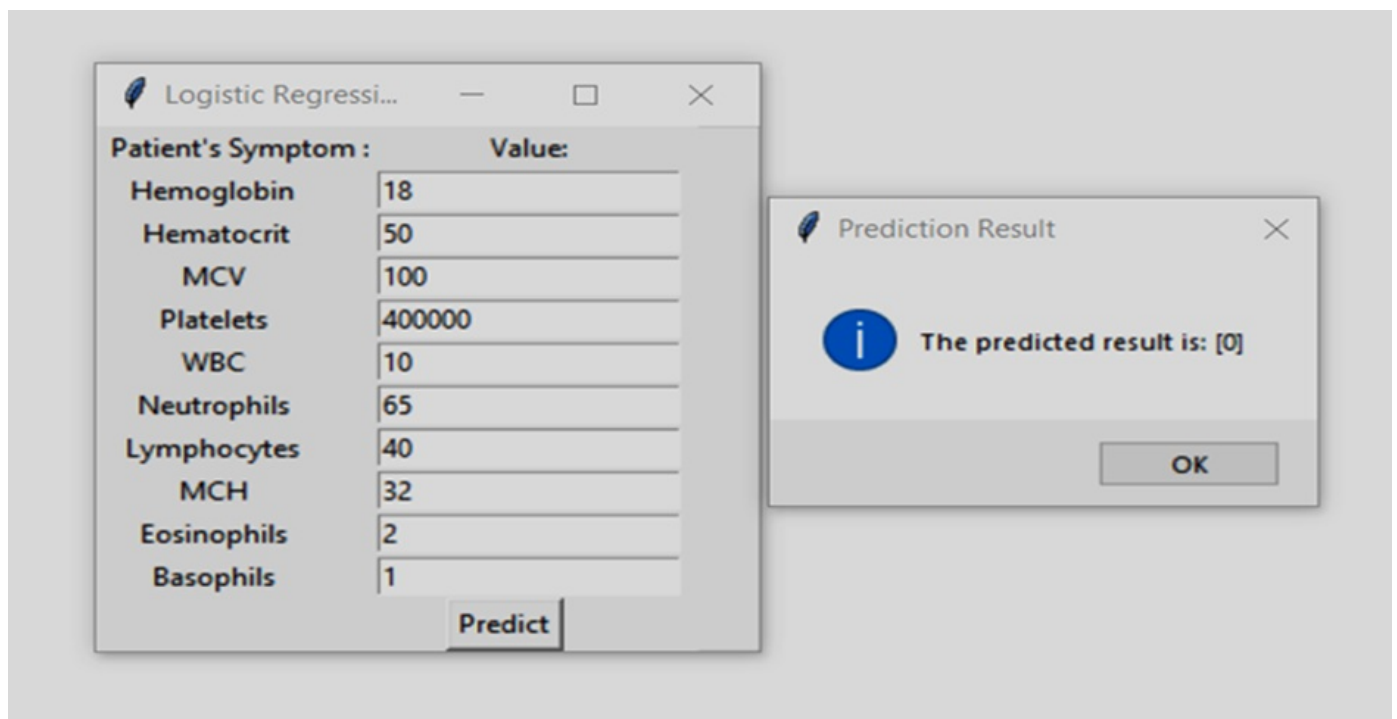 Logistic Regressi...
Patient's Symptom : Value:
Hemoglobin 18
Hematocrit 50
MCV 100
Platelets 400000
WBC 10
Neutrophils 65
Lymphocytes 40
MCH 32
Eosinophils 2
Basophils 1
Predict
Prediction Result
i
The predicted result is: [0]
OK